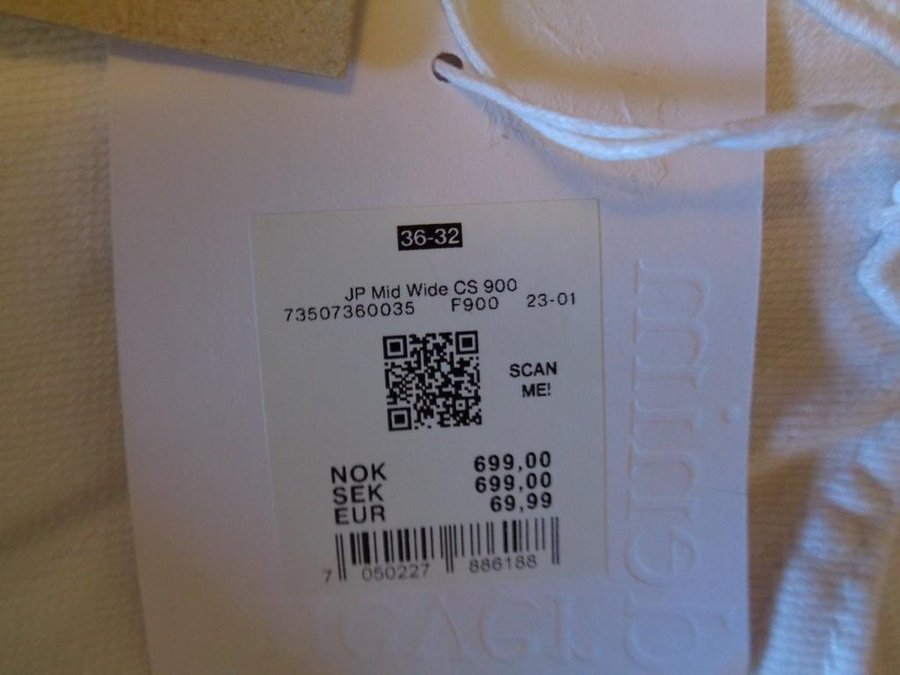 36-32
JP Mid Wide CS 900
73507360035 F900 23-01
SCAN
ME!
NOK 699,00
SEK 699,00
EUR 69,99
7 050227 886188